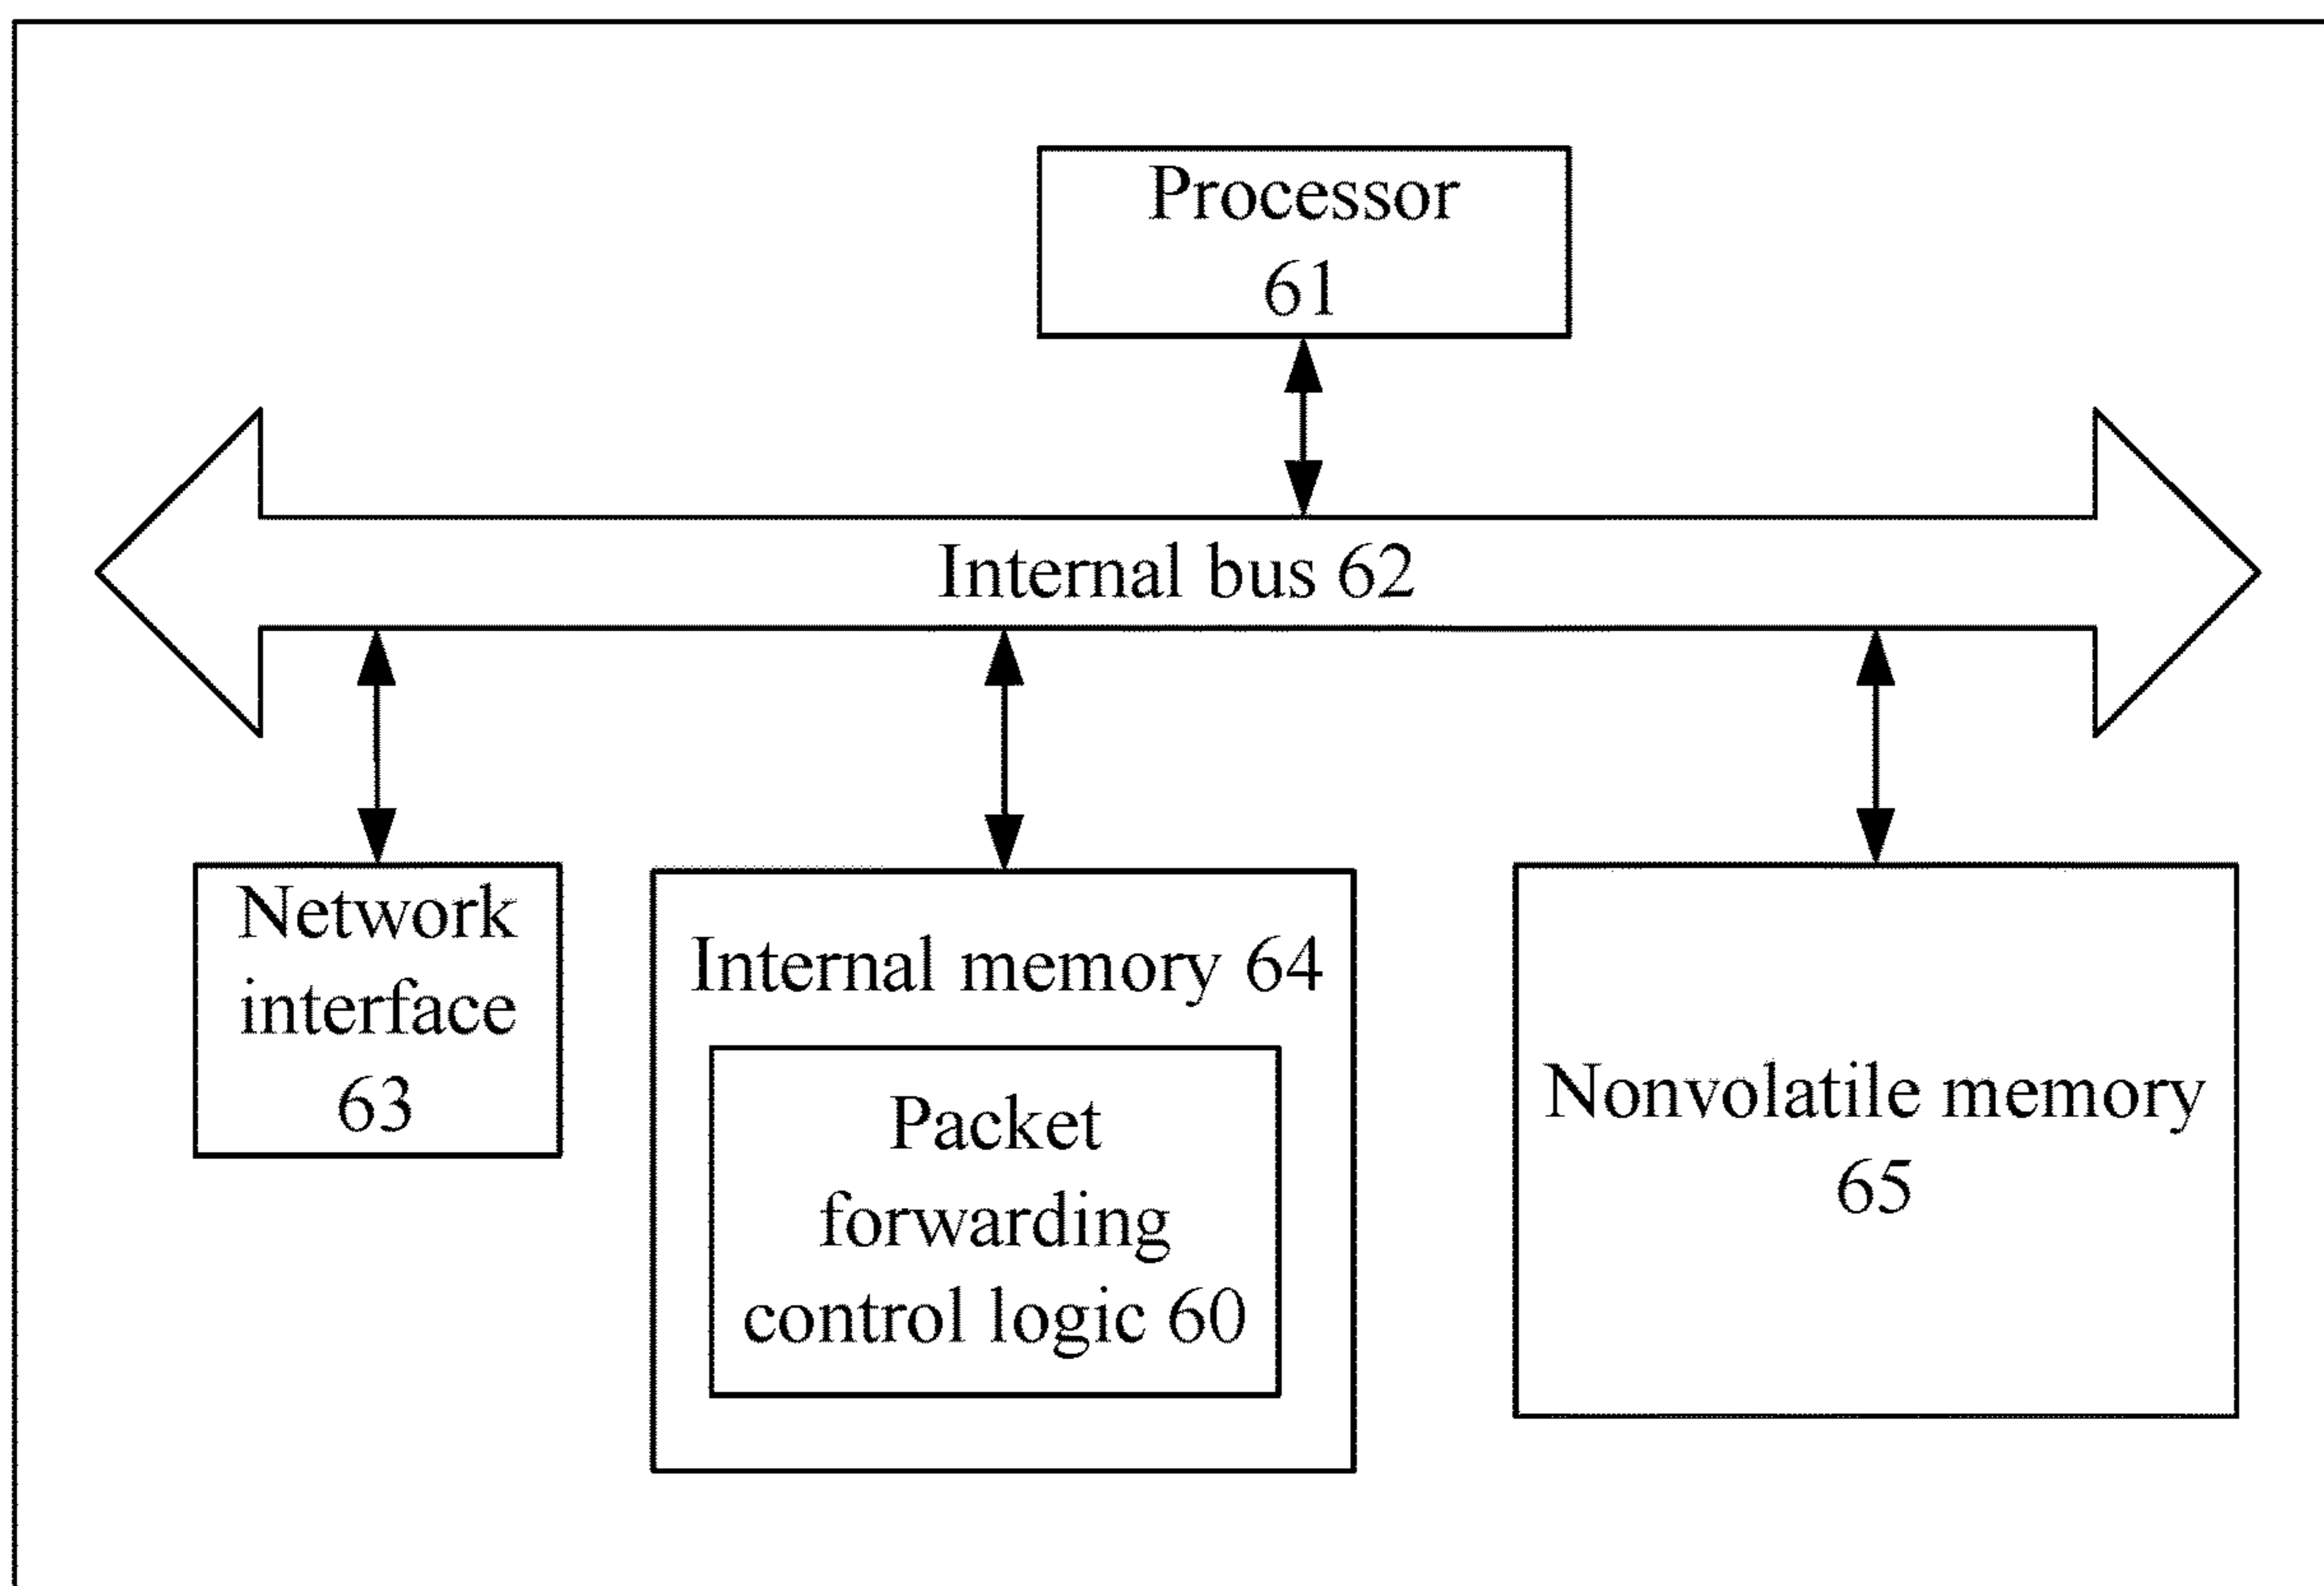 Processor
61
Internal bus 62
Network
interface
63
Internal memory 64
Packet
forwarding
control logic 60
Nonvolatile memory
65